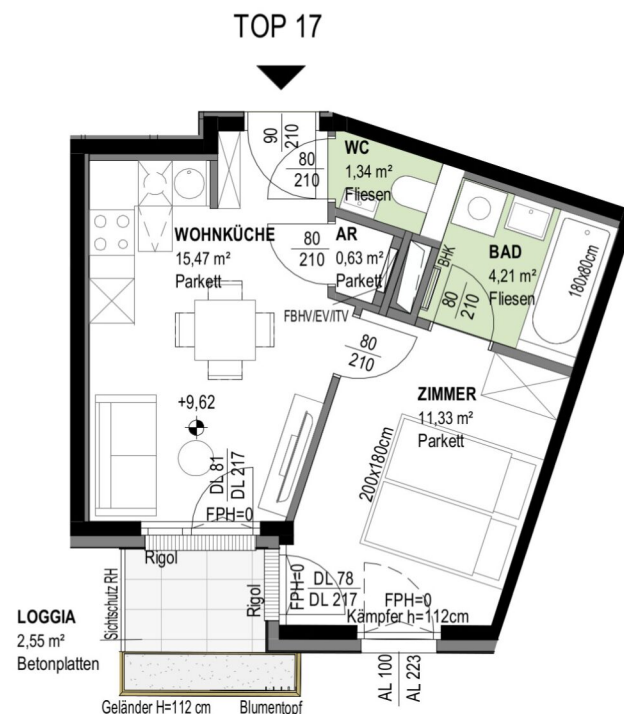 TOP 17
90
210
80
210
WC
1,34 m²
Fliesen
WOHNKÜCHE
15,47 m²
Parkett
80
210
AR
0,63 m²
Parkett
BHK
BAD
4,21 m²
Fliesen
180x80cm
80
210
FBHV/EV/ITV
80
210
ZIMMER
11,33 m²
Parkett
+9,62
200x180cm
DL 81
DL 217
FPH=0
Rigol
Sichtschutz RH
Rigol
FPH=0
DL 78
DL 217
FPH=0
Kämpfer h=112cm
LOGGIA
2,55 m²
Betonplatten
AL 100
AL 223
Geländer H=112 cm
Blumentopf